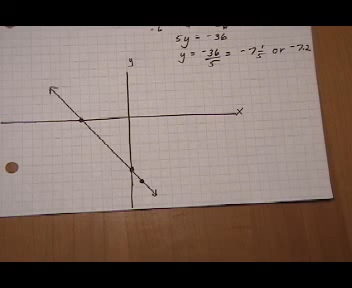 5y = -36
y = -36/5 = -7 1/5 or -7.2
y
x